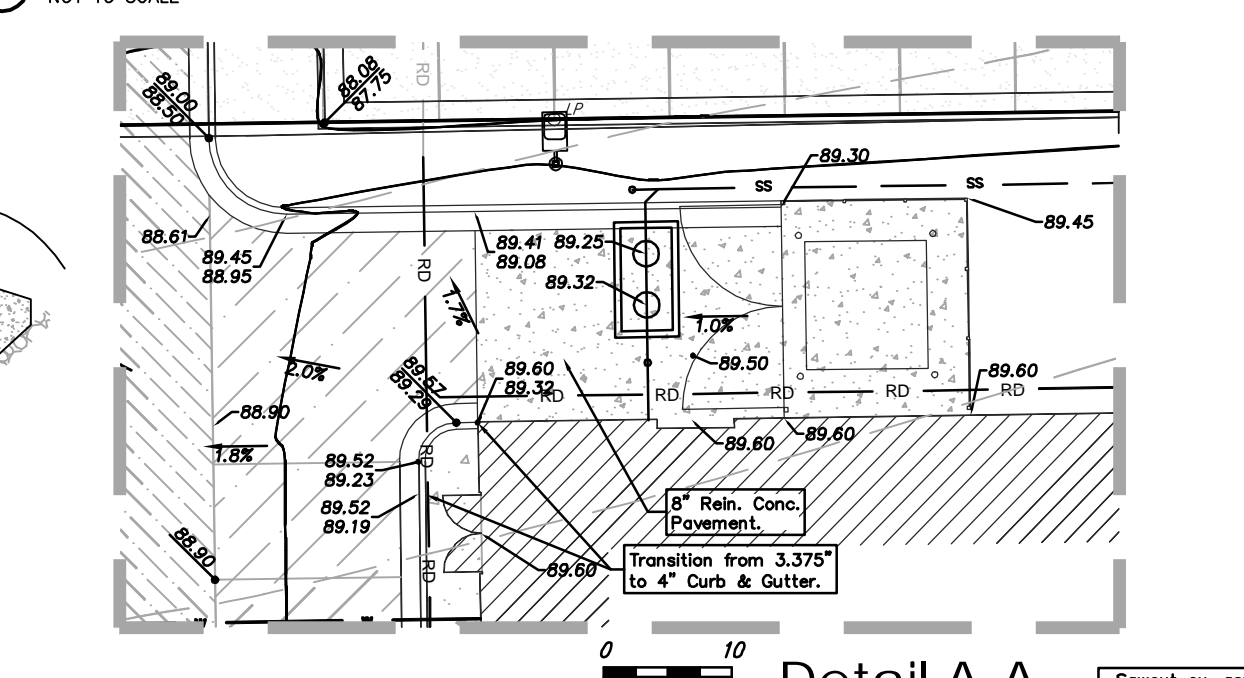 NOT TO SCALE
89.00
88.50
88.08
87.75
RD
LP
89.30
SS
SS
88.61
89.45
88.95
89.41
89.08
89.25
89.32
89.45
RD
1.7%
1.0%
2.0%
89.57
89.29
89.60
89.32
89.50
89.60
RD
RD
RD
RD
RD
88.90
1.8%
89.52
89.23
RD
89.60
89.60
89.52
89.19
8" Rein. Conc.
Pavement.
88.90
89.60
RD
Transition from 3.375"
to 4" Curb & Gutter.
0 10
Detail A-A